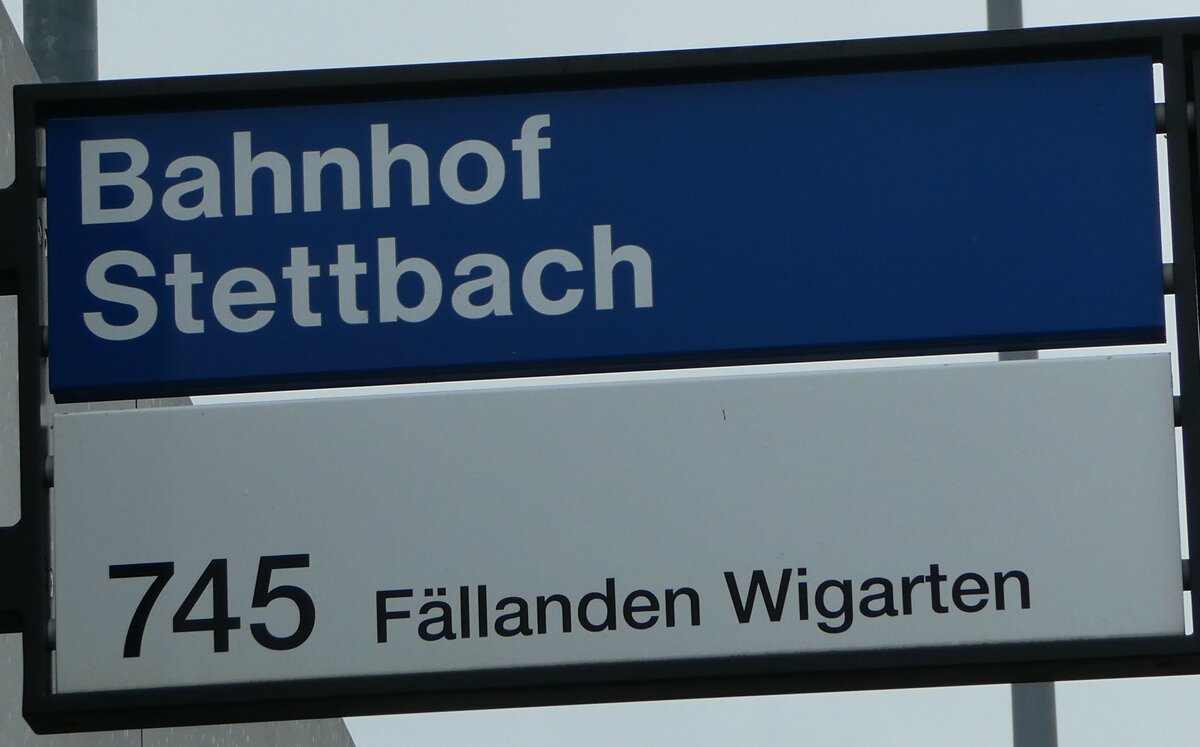 Bahnhof
Stettbach
745 Fällanden Wigarten